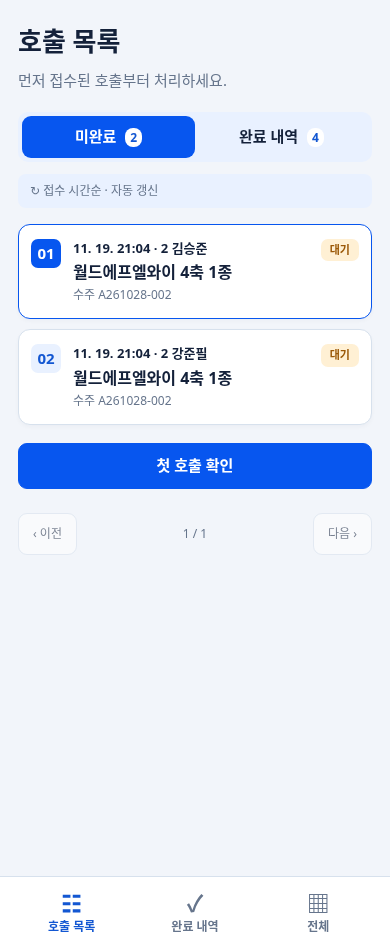 호출 목록
먼저 접수된 호출부터 처리하세요.
미완료 2
완료 내역 4
↻ 접수 시간순 · 자동 갱신
01
11. 19. 21:04 · 2 김승준
대기
월드에프엘와이 4축 1종
수주 A261028-002
02
11. 19. 21:04 · 2 강준필
대기
월드에프엘와이 4축 1종
수주 A261028-002
첫 호출 확인
‹ 이전
1 / 1
다음 ›
호출 목록
완료 내역
전체